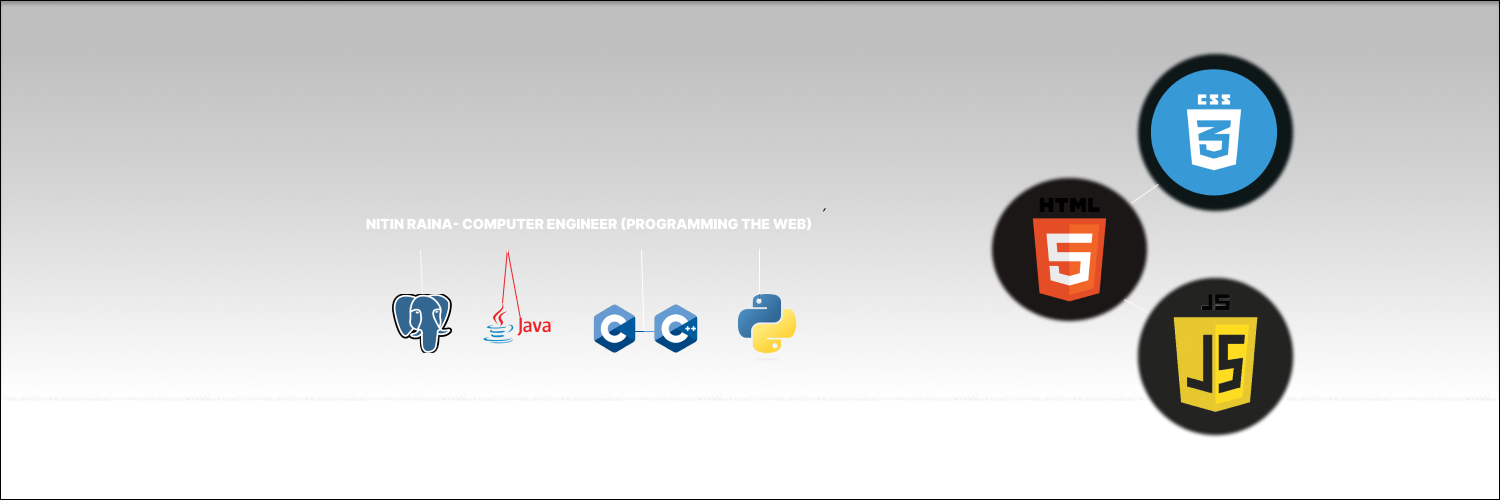 CSS
3
HTML
5
NITIN RAINA- COMPUTER ENGINEER (PROGRAMMING THE WEB)
Java
C
C++
JS
JS